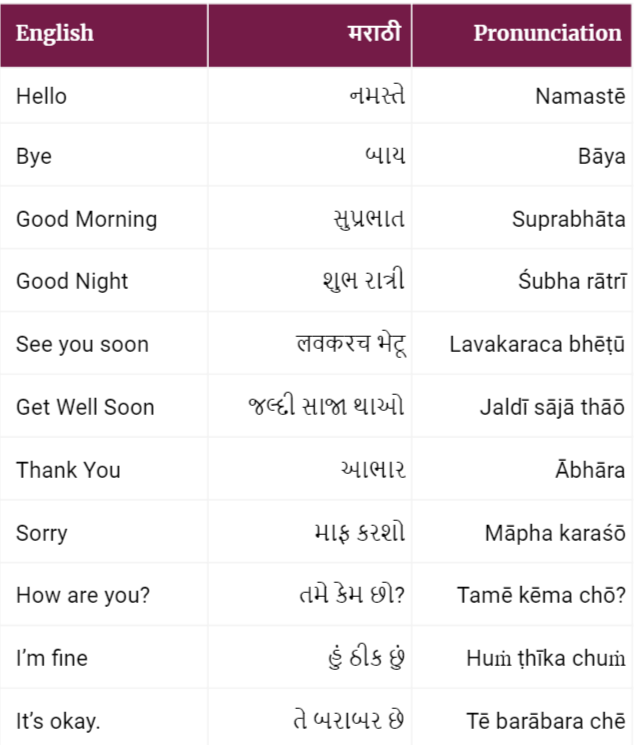 English मराठी Pronunciation
Hello નમસ્તે Namastē
Bye બાય Bāya
Good Morning સુપ્રભાત Suprabhāta
Good Night શુભ રાત્રી Śubha rātrī
See you soon लवकरच भेटू Lavakaraca bhēṭū
Get Well Soon જલ્દી સાજા થાઓ Jaldī sājā thāō
Thank You આભાર Ābhāra
Sorry માફ કરશો Māpha karaśō
How are you? તમે કેમ છો? Tamē kēma chō?
I’m fine હું ઠીક છું Huṁ ṭhīka chuṁ
It’s okay. તે બરાબર છે Tē barābara chē